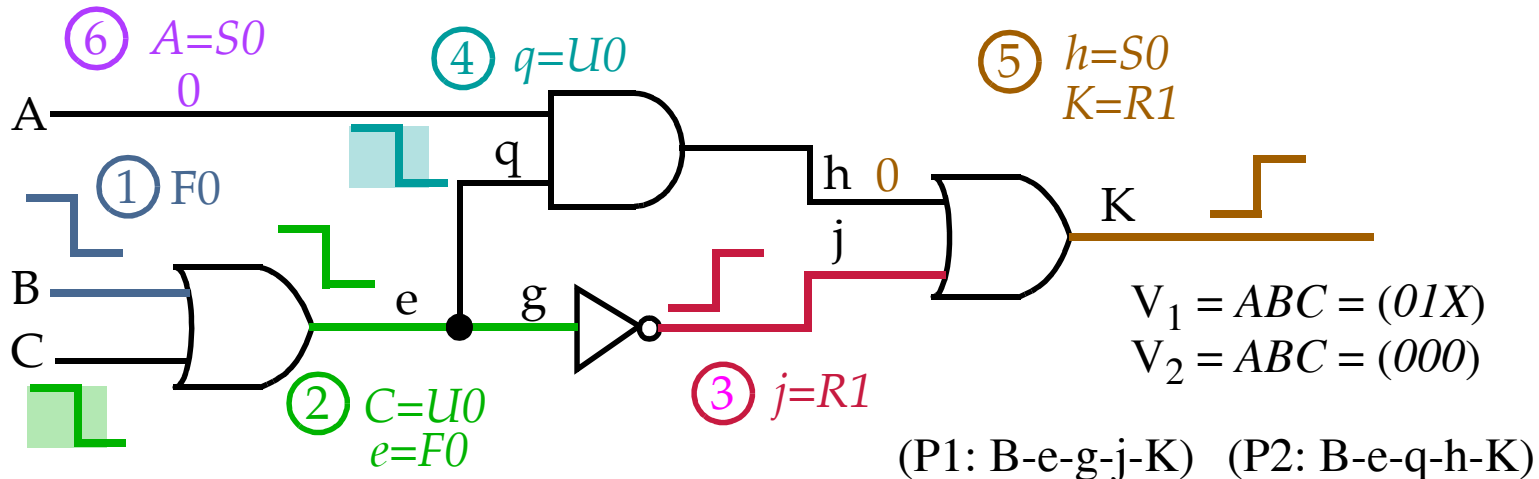 6 A=S0
0
A
4 q=U0
5 h=S0
K=R1
q
h 0
1 F0
j
K
B
e
g
C
V1 = ABC = (01X)
V2 = ABC = (000)
2 C=U0
e=F0
3 j=R1
(P1: B-e-g-j-K) (P2: B-e-q-h-K)